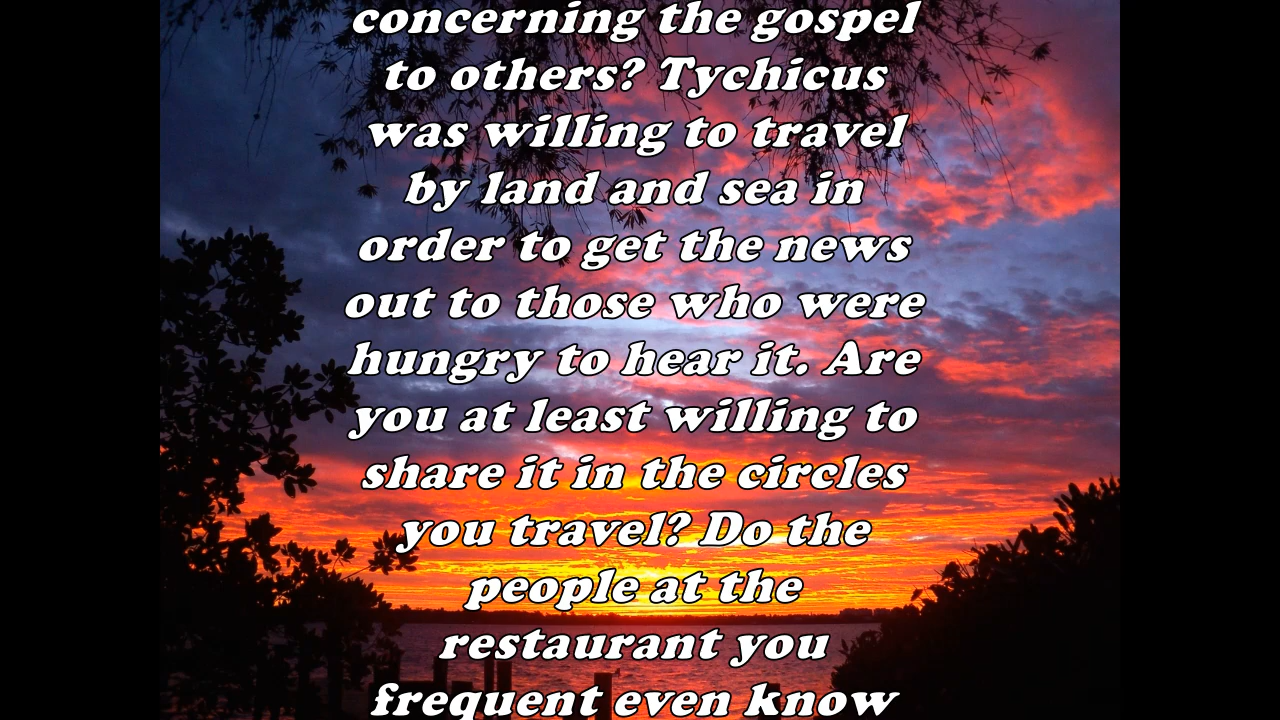 concerning the gospel
to others? Tychicus
was willing to travel
by land and sea in
order to get the news
out to those who were
hungry to hear it. Are
you at least willing to
share it in the circles
you travel? Do the
people at the
restaurant you
frequent even know